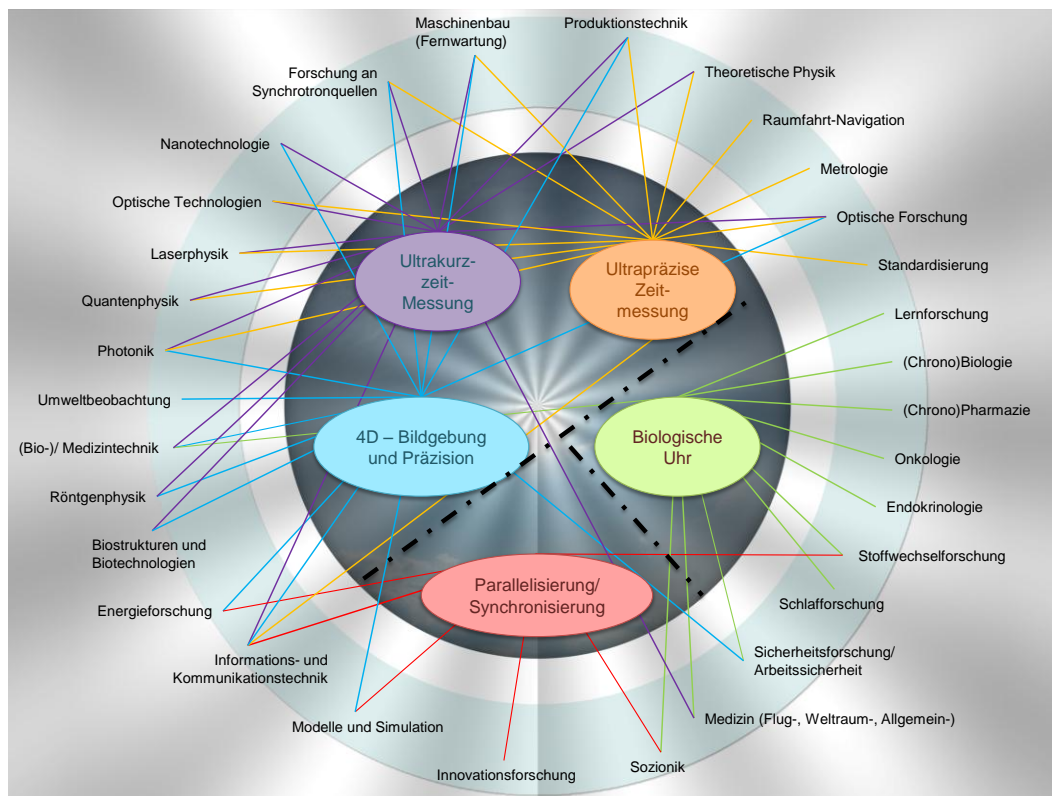 Maschinenbau
(Fernwartung)
Produktionstechnik
Forschung an
Synchrotronquellen
Theoretische Physik
Raumfahrt-Navigation
Nanotechnologie
Metrologie
Optische Technologien
Optische Forschung
Laserphysik
Standardisierung
Ultrakurz-
zeit-
Messung
Ultrapräzise
Zeit-
messung
Quantenphysik
Lernforschung
Photonik
(Chrono)Biologie
Umweltbeobachtung
(Chrono)Pharmazie
(Bio-)/ Medizintechnik
4D – Bildgebung
und Präzision
Biologische
Uhr
Onkologie
Röntgenphysik
Endokrinologie
Biostrukturen und
Biotechnologien
Stoffwechselforschung
Energieforschung
Parallelisierung/
Synchronisierung
Schlafforschung
Informations- und
Kommunikationstechnik
Sicherheitsforschung/
Arbeitssicherheit
Modelle und Simulation
Medizin (Flug-, Weltraum-, Allgemein-)
Innovationsforschung
Sozionik